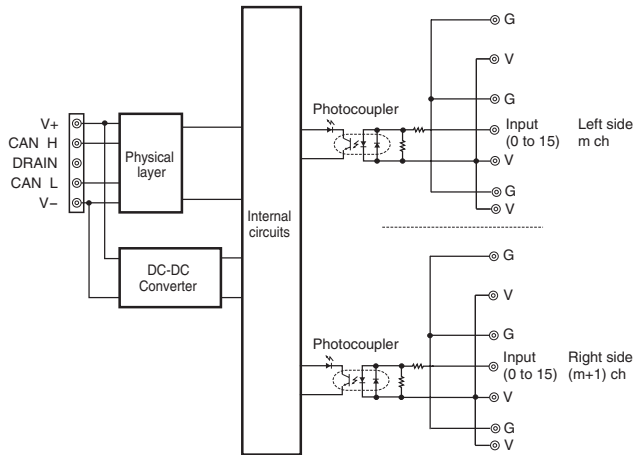 V+
CAN H
DRAIN
CAN L
V−
Physical
layer
DC-DC
Converter
Internal
circuits
Photocoupler
G
V
G
Input
(0 to 15)
V
G
V
Left side
m ch
Photocoupler
G
V
G
Input
(0 to 15)
V
G
V
Right side
(m+1) ch